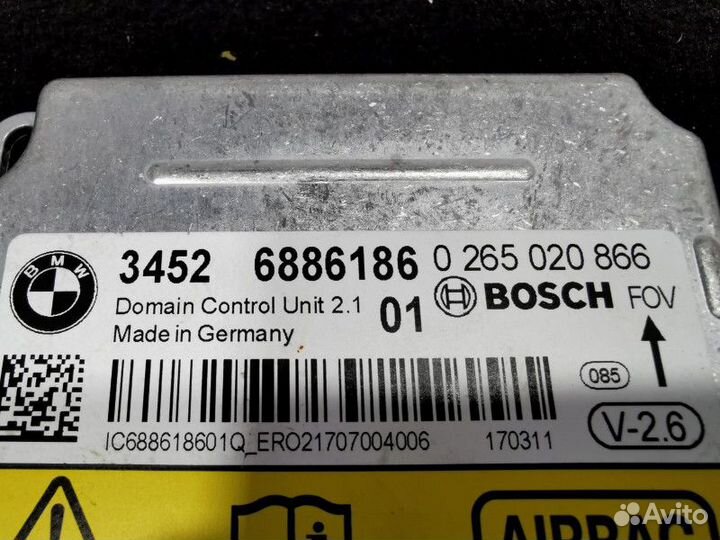 BMW
3452 6886186 0 265 020 866
Domain Control Unit 2.1 01 BOSCH FOV
Made in Germany
085
IC688618601Q_ERO21707004006 170311
V-2.6
AIRBAG
Avito